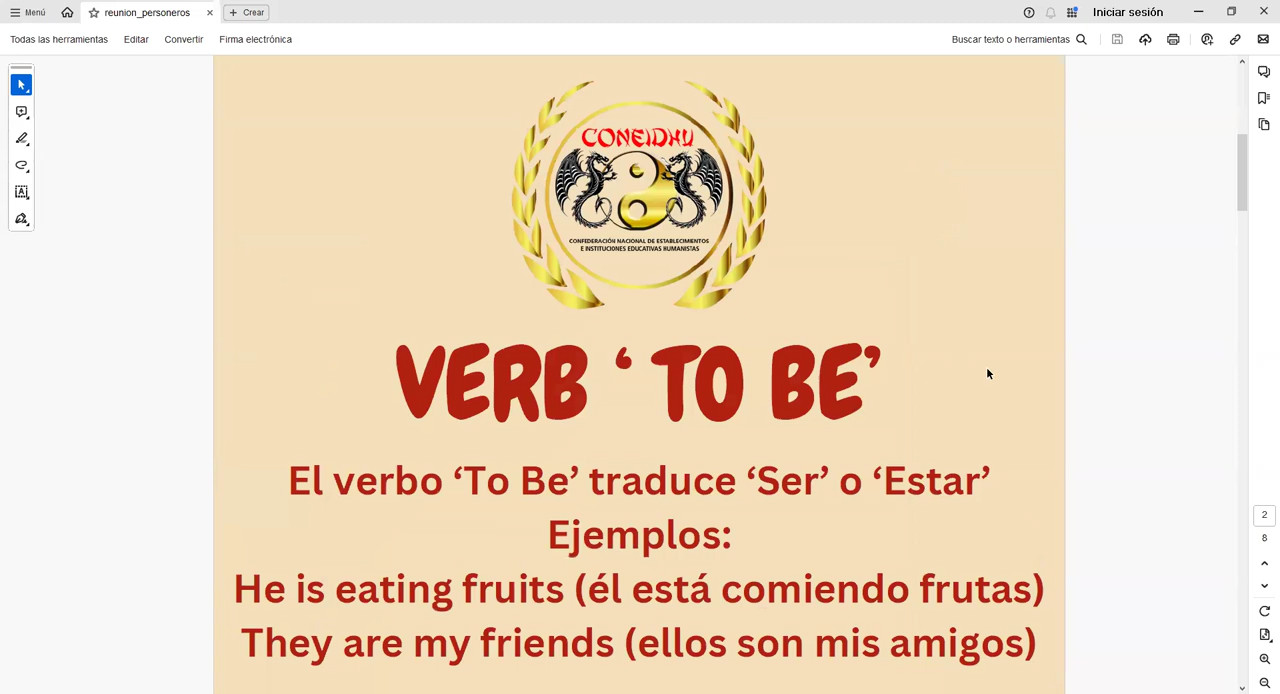 Menú
reunion_personeros
Crear
Iniciar sesión
Todas las herramientas
Editar
Convertir
Firma electrónica
Buscar texto o herramientas
CONEIDHU
CONFEDERACIÓN NACIONAL DE ESTABLECIMIENTOS
E INSTITUCIONES EDUCATIVAS HUMANISTAS
VERB ‘ TO BE’
El verbo ‘To Be’ traduce ‘Ser’ o ‘Estar’
Ejemplos:
He is eating fruits (él está comiendo frutas)
They are my friends (ellos son mis amigos)
2
8